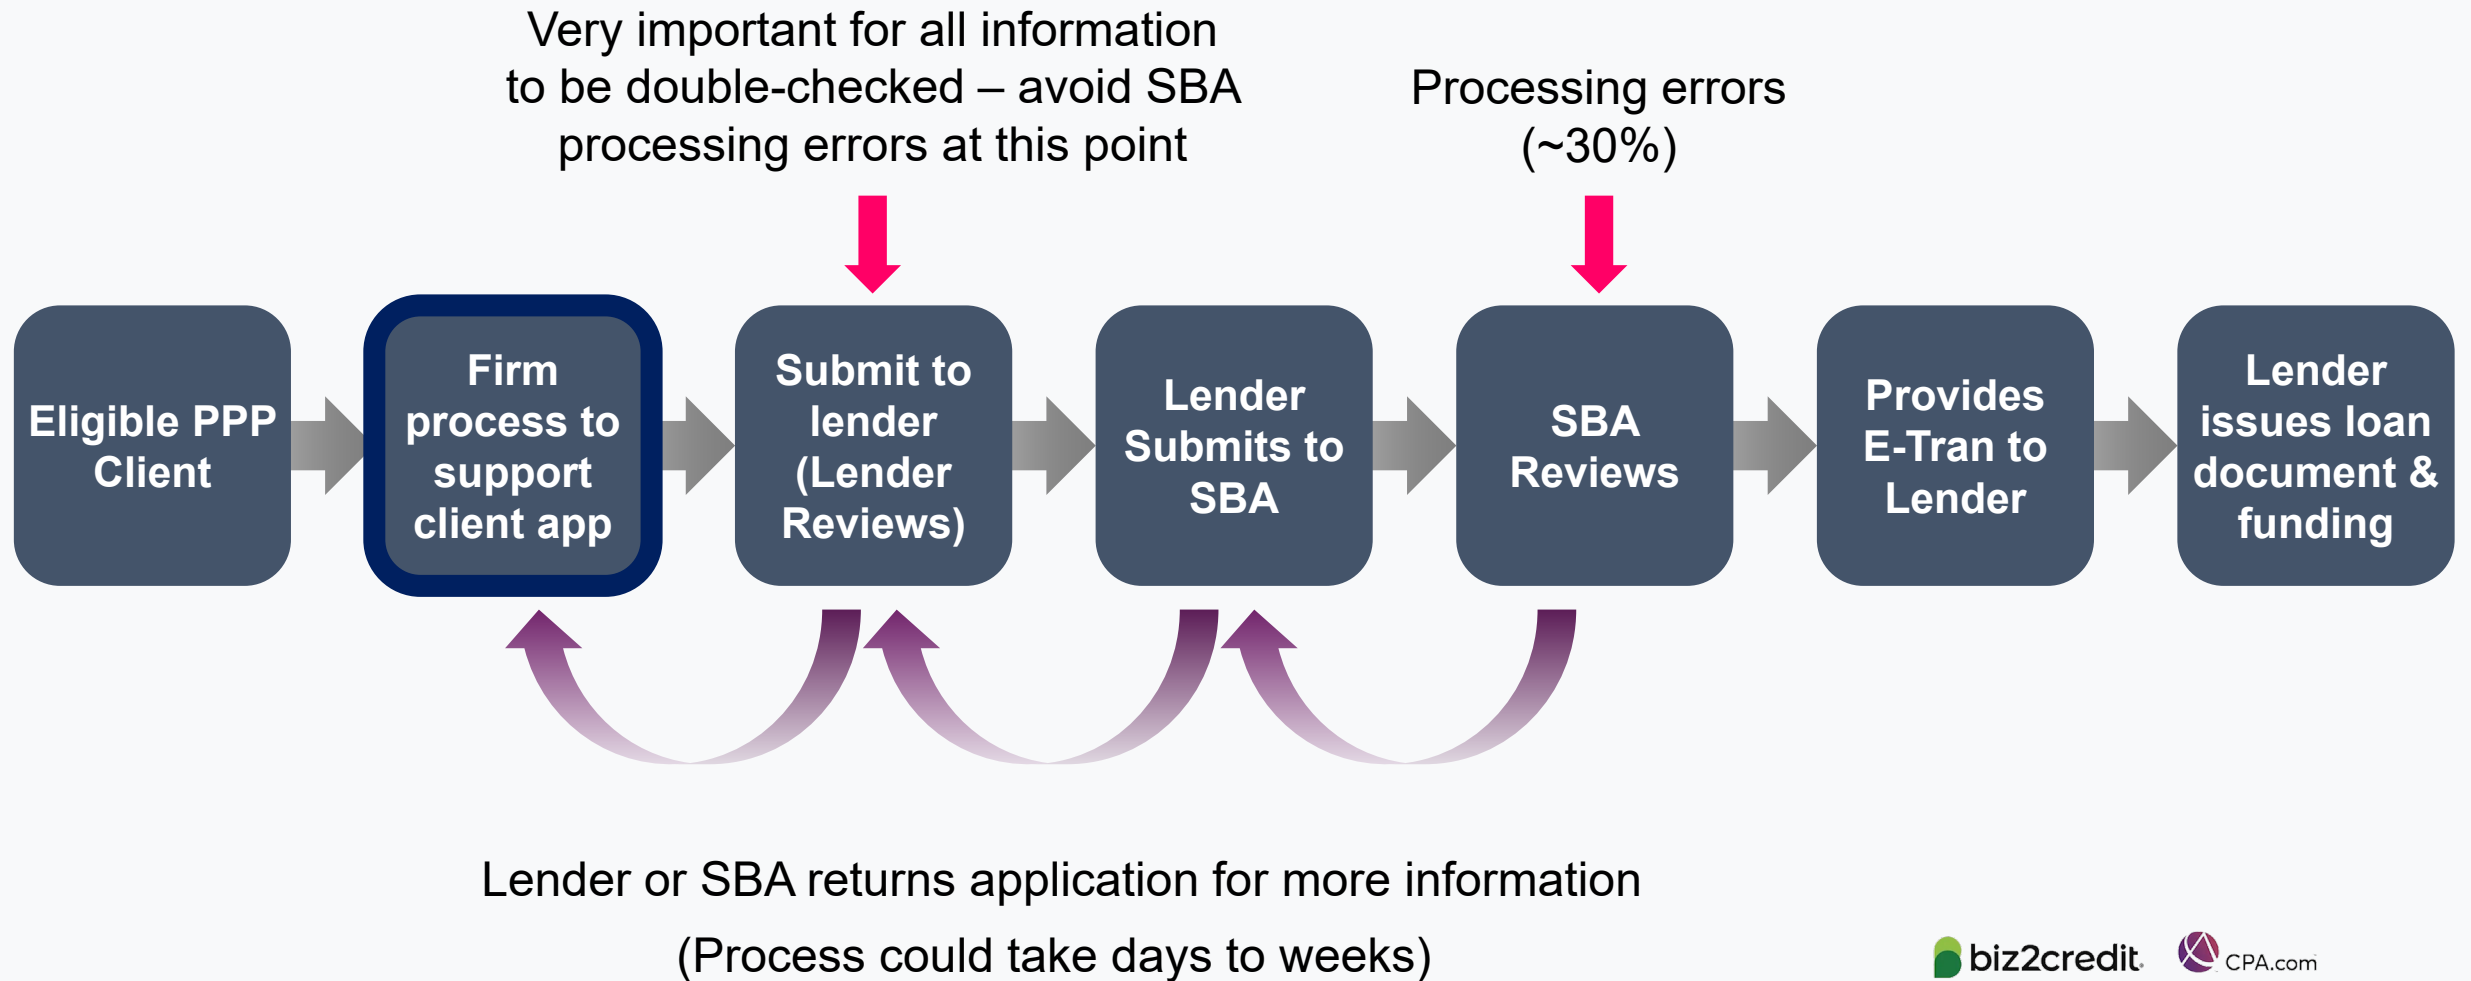 Very important for all information
to be double-checked – avoid SBA
processing errors at this point
Processing errors
(~30%)
Eligible PPP
Client
Firm
process to
support
client app
Submit to
lender
(Lender
Reviews)
Lender
Submits to
SBA
SBA
Reviews
Provides
E-Tran to
Lender
Lender
issues loan
document &
funding
Lender or SBA returns application for more information
(Process could take days to weeks)
biz2credit.
CPA.com